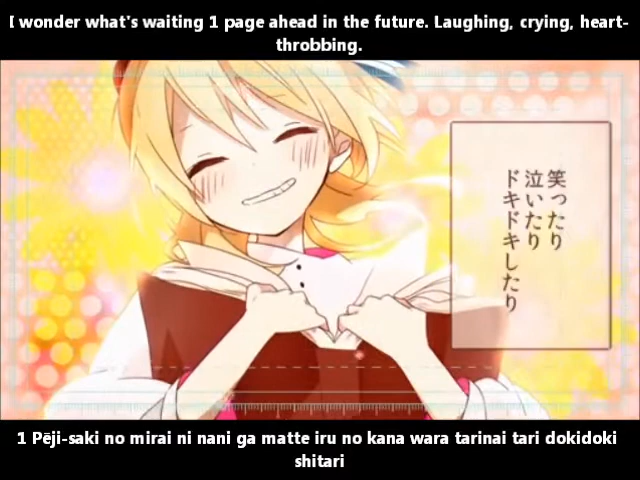 I wonder what's waiting 1 page ahead in the future. Laughing, crying, heart-
throbbing.
笑ったり
泣いたり
ドキドキしたり
1 Pēji-saki no mirai ni nani ga matte iru no kana wara tarinai tari dokidoki
shitari